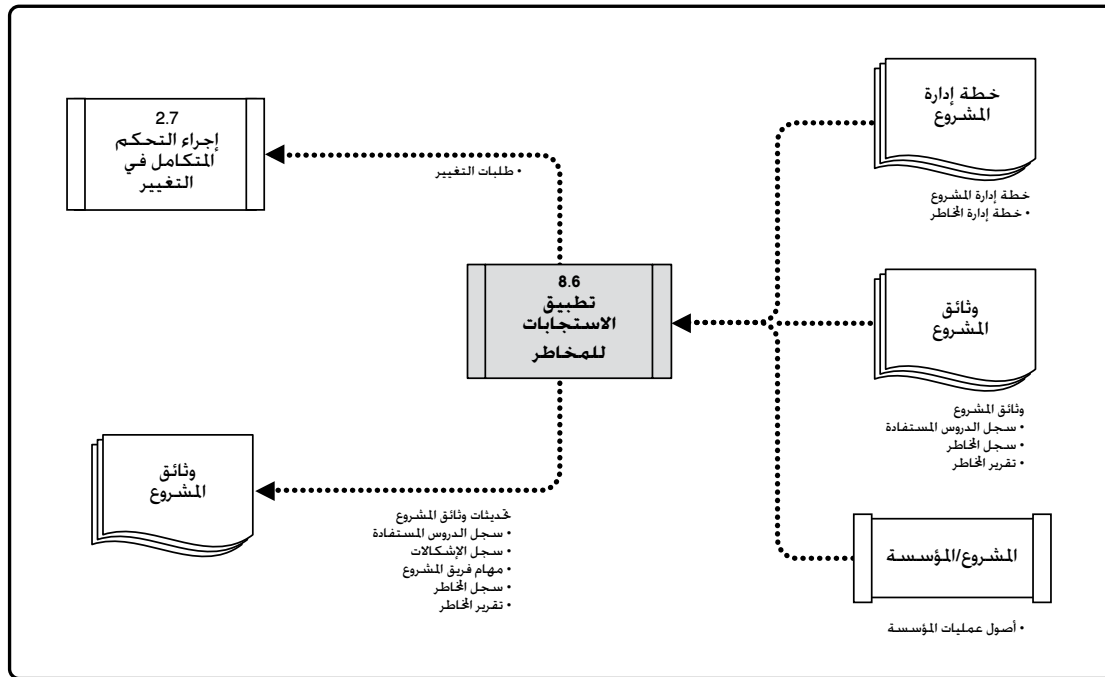 خطة إدارة
المشروع
خطة إدارة المشروع
• خطة إدارة المخاطر
وثائق
المشروع
وثائق المشروع
• سجل الدروس المستفادة
• سجل المخاطر
• تقرير المخاطر
المشروع/المؤسسة
• أصول عمليات المؤسسة
8.6
تطبيق
الاستجابات
للمخاطر
2.7
إجراء التحكم
المتكامل في
التغيير
• طلبات التغيير
وثائق
المشروع
تحديثات وثائق المشروع
• سجل الدروس المستفادة
• سجل الإشكالات
• مهام فريق المشروع
• سجل المخاطر
• تقرير المخاطر